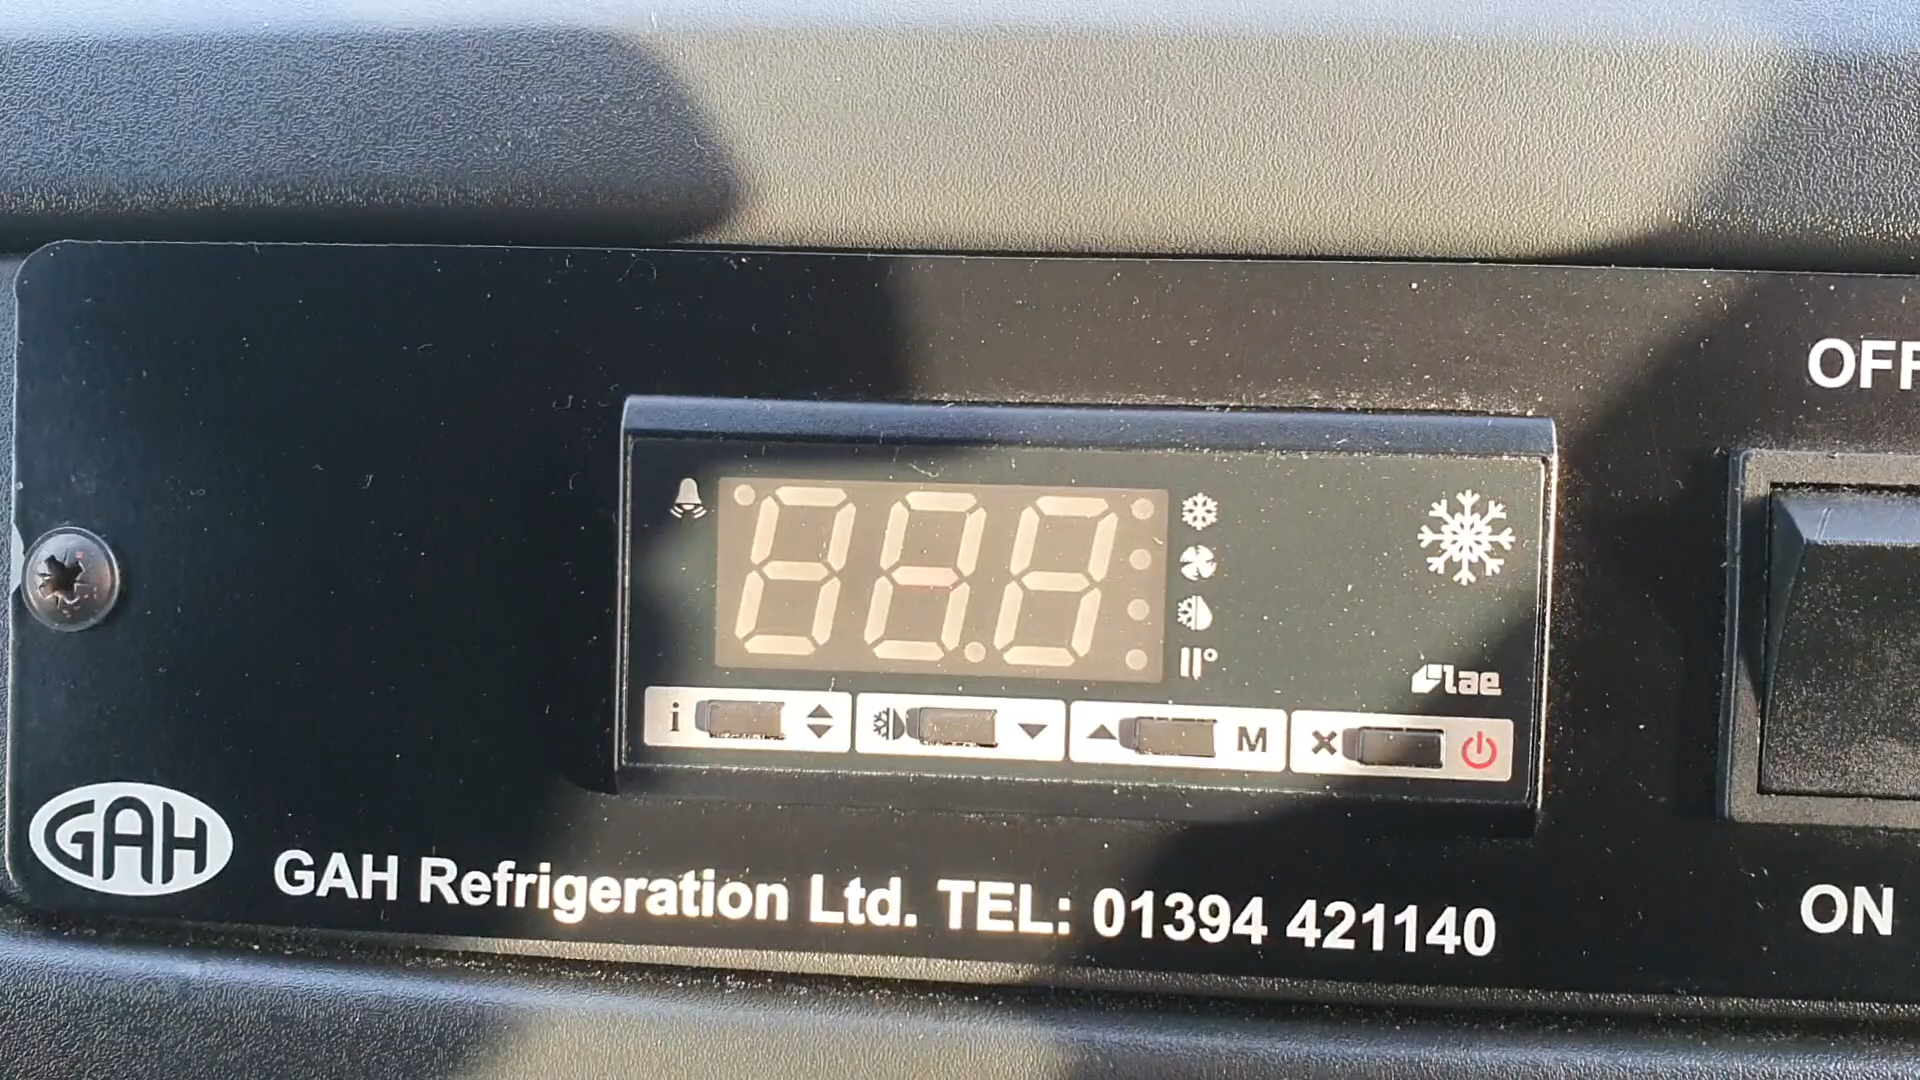 OFF
lae
i
M
GAH
GAH Refrigeration Ltd. TEL: 01394 421140
ON